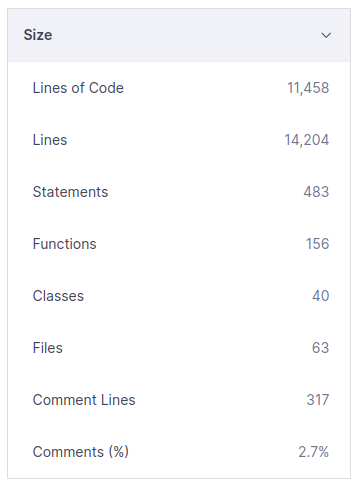 Size
Lines of Code 11,458
Lines 14,204
Statements 483
Functions 156
Classes 40
Files 63
Comment Lines 317
Comments (%) 2.7%